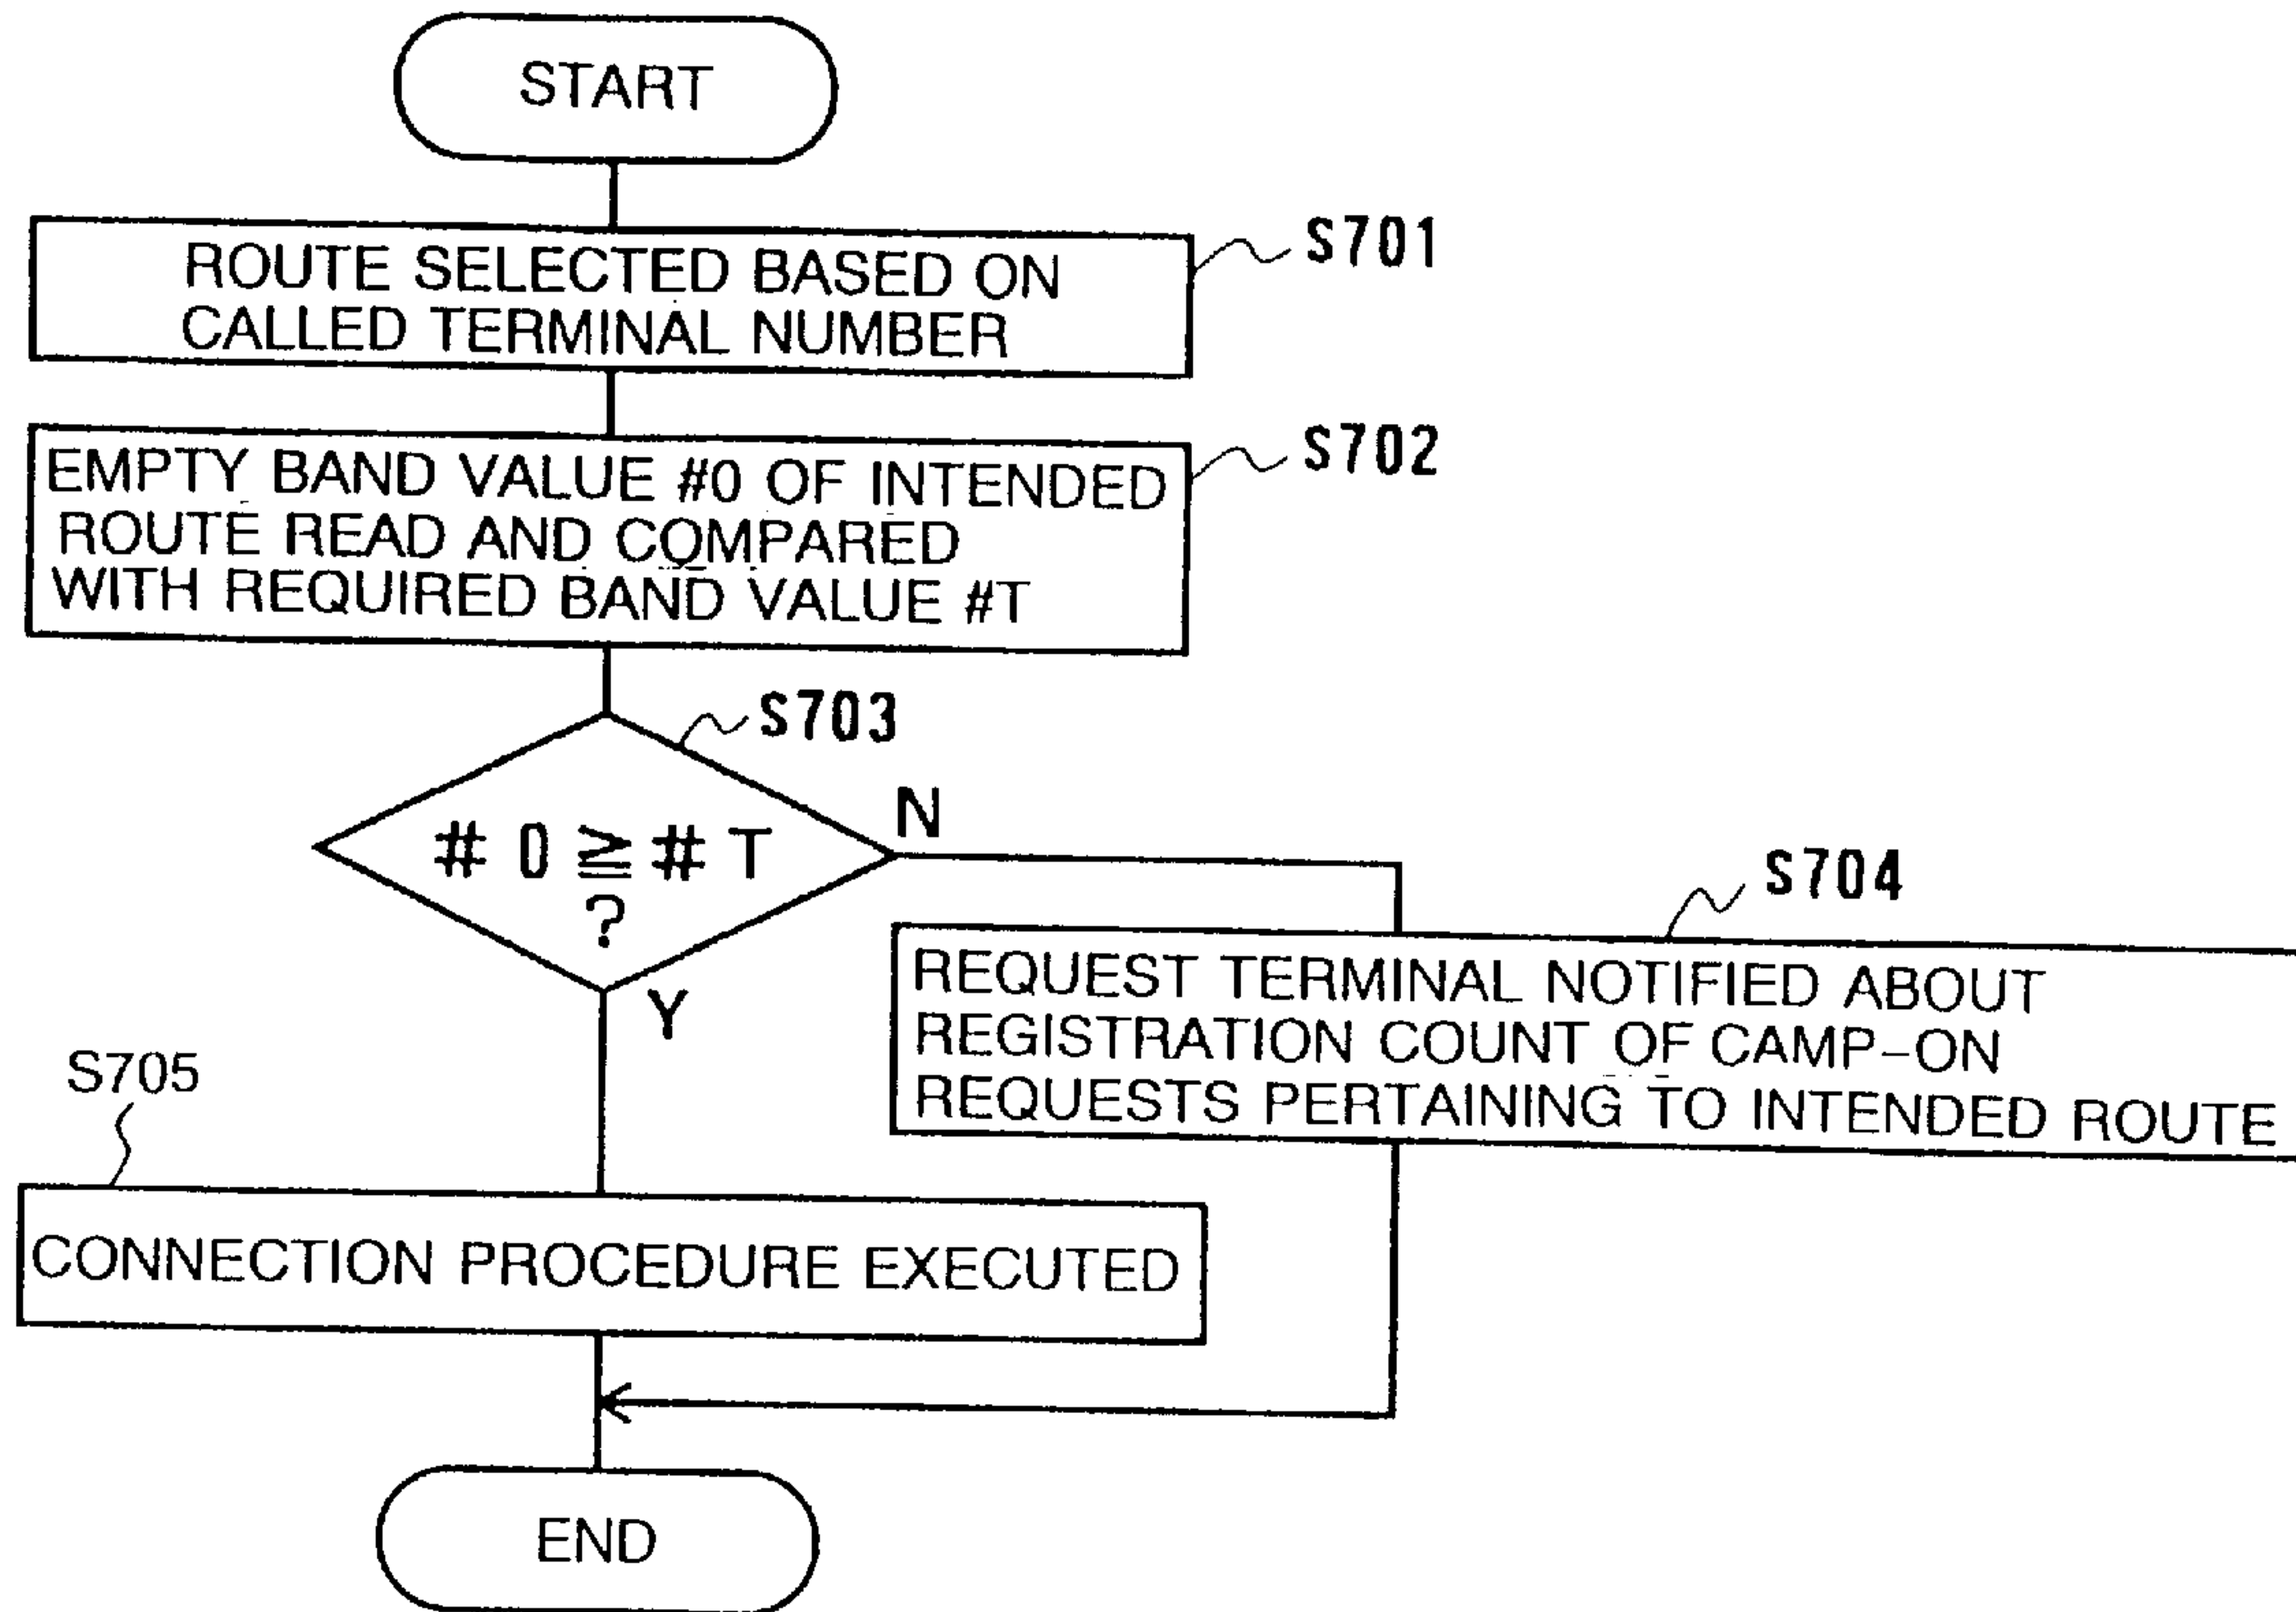 START
S701
ROUTE SELECTED BASED ON
CALLED TERMINAL NUMBER
S702
EMPTY BAND VALUE #0 OF INTENDED
ROUTE READ AND COMPARED
WITH REQUIRED BAND VALUE #T
S703
# 0 ≧ # T
?
N
Y
S704
REQUEST TERMINAL NOTIFIED ABOUT
REGISTRATION COUNT OF CAMP-ON
REQUESTS PERTAINING TO INTENDED ROUTE
S705
CONNECTION PROCEDURE EXECUTED
END